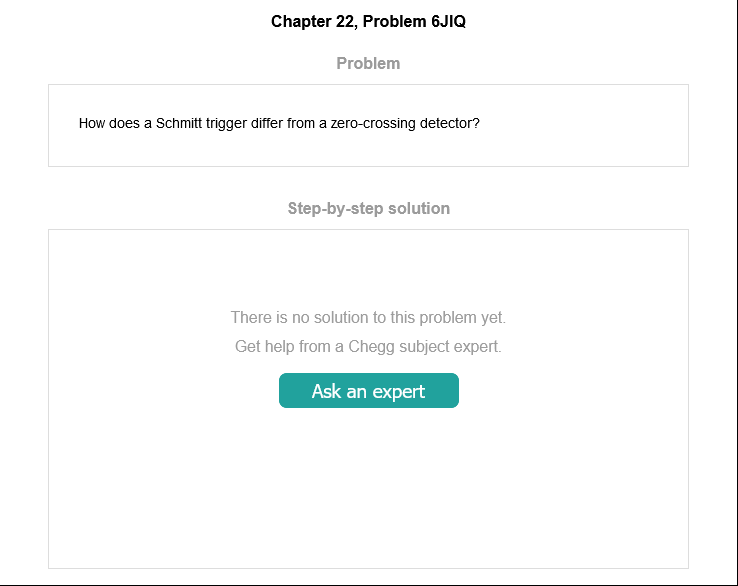 Chapter 22, Problem 6JIQ
Problem
How does a Schmitt trigger differ from a zero-crossing detector?
Step-by-step solution
There is no solution to this problem yet.
Get help from a Chegg subject expert.
Ask an expert